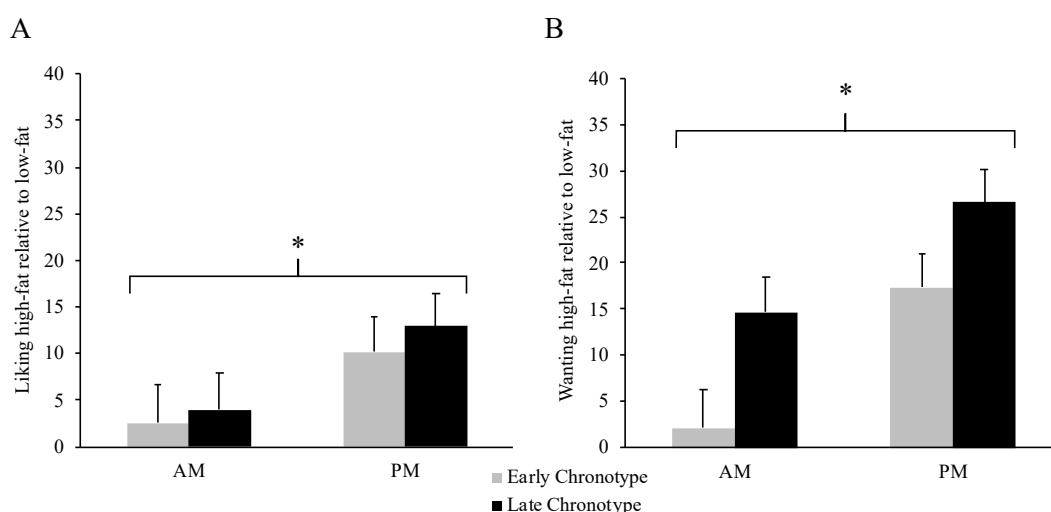 A
Liking high-fat relative to low-fat
40
35
30
25
20
15
10
5
0
*
AM
PM
B
Wanting high-fat relative to low-fat
40
35
30
25
20
15
10
5
0
*
AM
PM
Early Chronotype
Late Chronotype